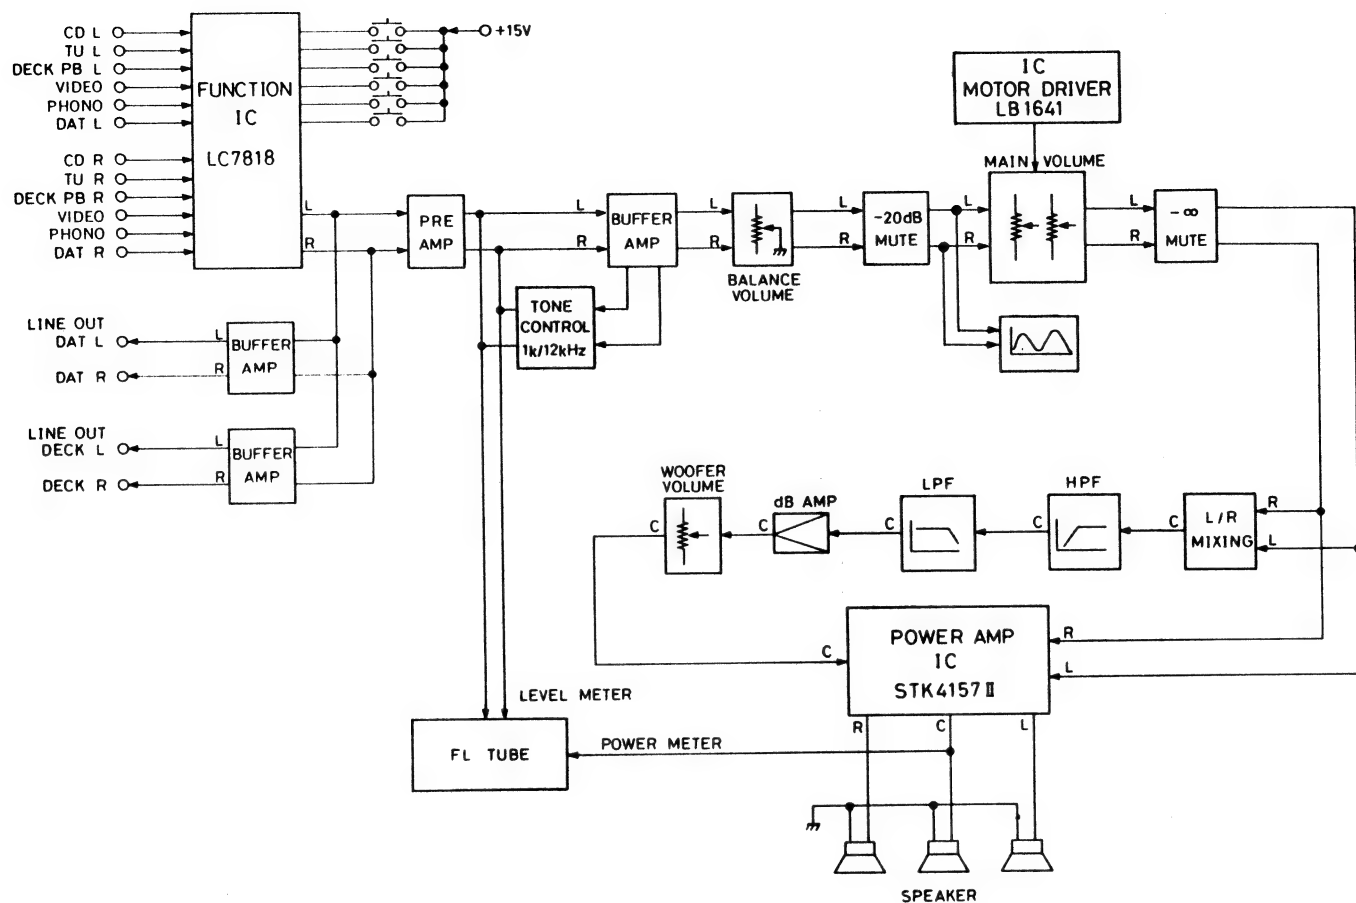 CD L
TU L
DECK PB L
VIDEO
PHONO
DAT L
CD R
TU R
DECK PB R
VIDEO
PHONO
DAT R
FUNCTION
IC
LC7818
+15V
IC
MOTOR DRIVER
LB1641
MAIN VOLUME
L
R
PRE
AMP
L
R
BUFFER
AMP
L
R
BALANCE
VOLUME
L
R
-20dB
MUTE
L
R
L
R
-∞
MUTE
TONE
CONTROL
1k/12kHz
LINE OUT
DAT L
DAT R
L
R
BUFFER
AMP
LINE OUT
DECK L
DECK R
L
R
BUFFER
AMP
WOOFER
VOLUME
C
C
dB AMP
C
LPF
C
HPF
C
L/R
MIXING
R
L
POWER AMP
IC
STK4157 II
C
R
L
R
C
L
LEVEL METER
FL TUBE
POWER METER
SPEAKER